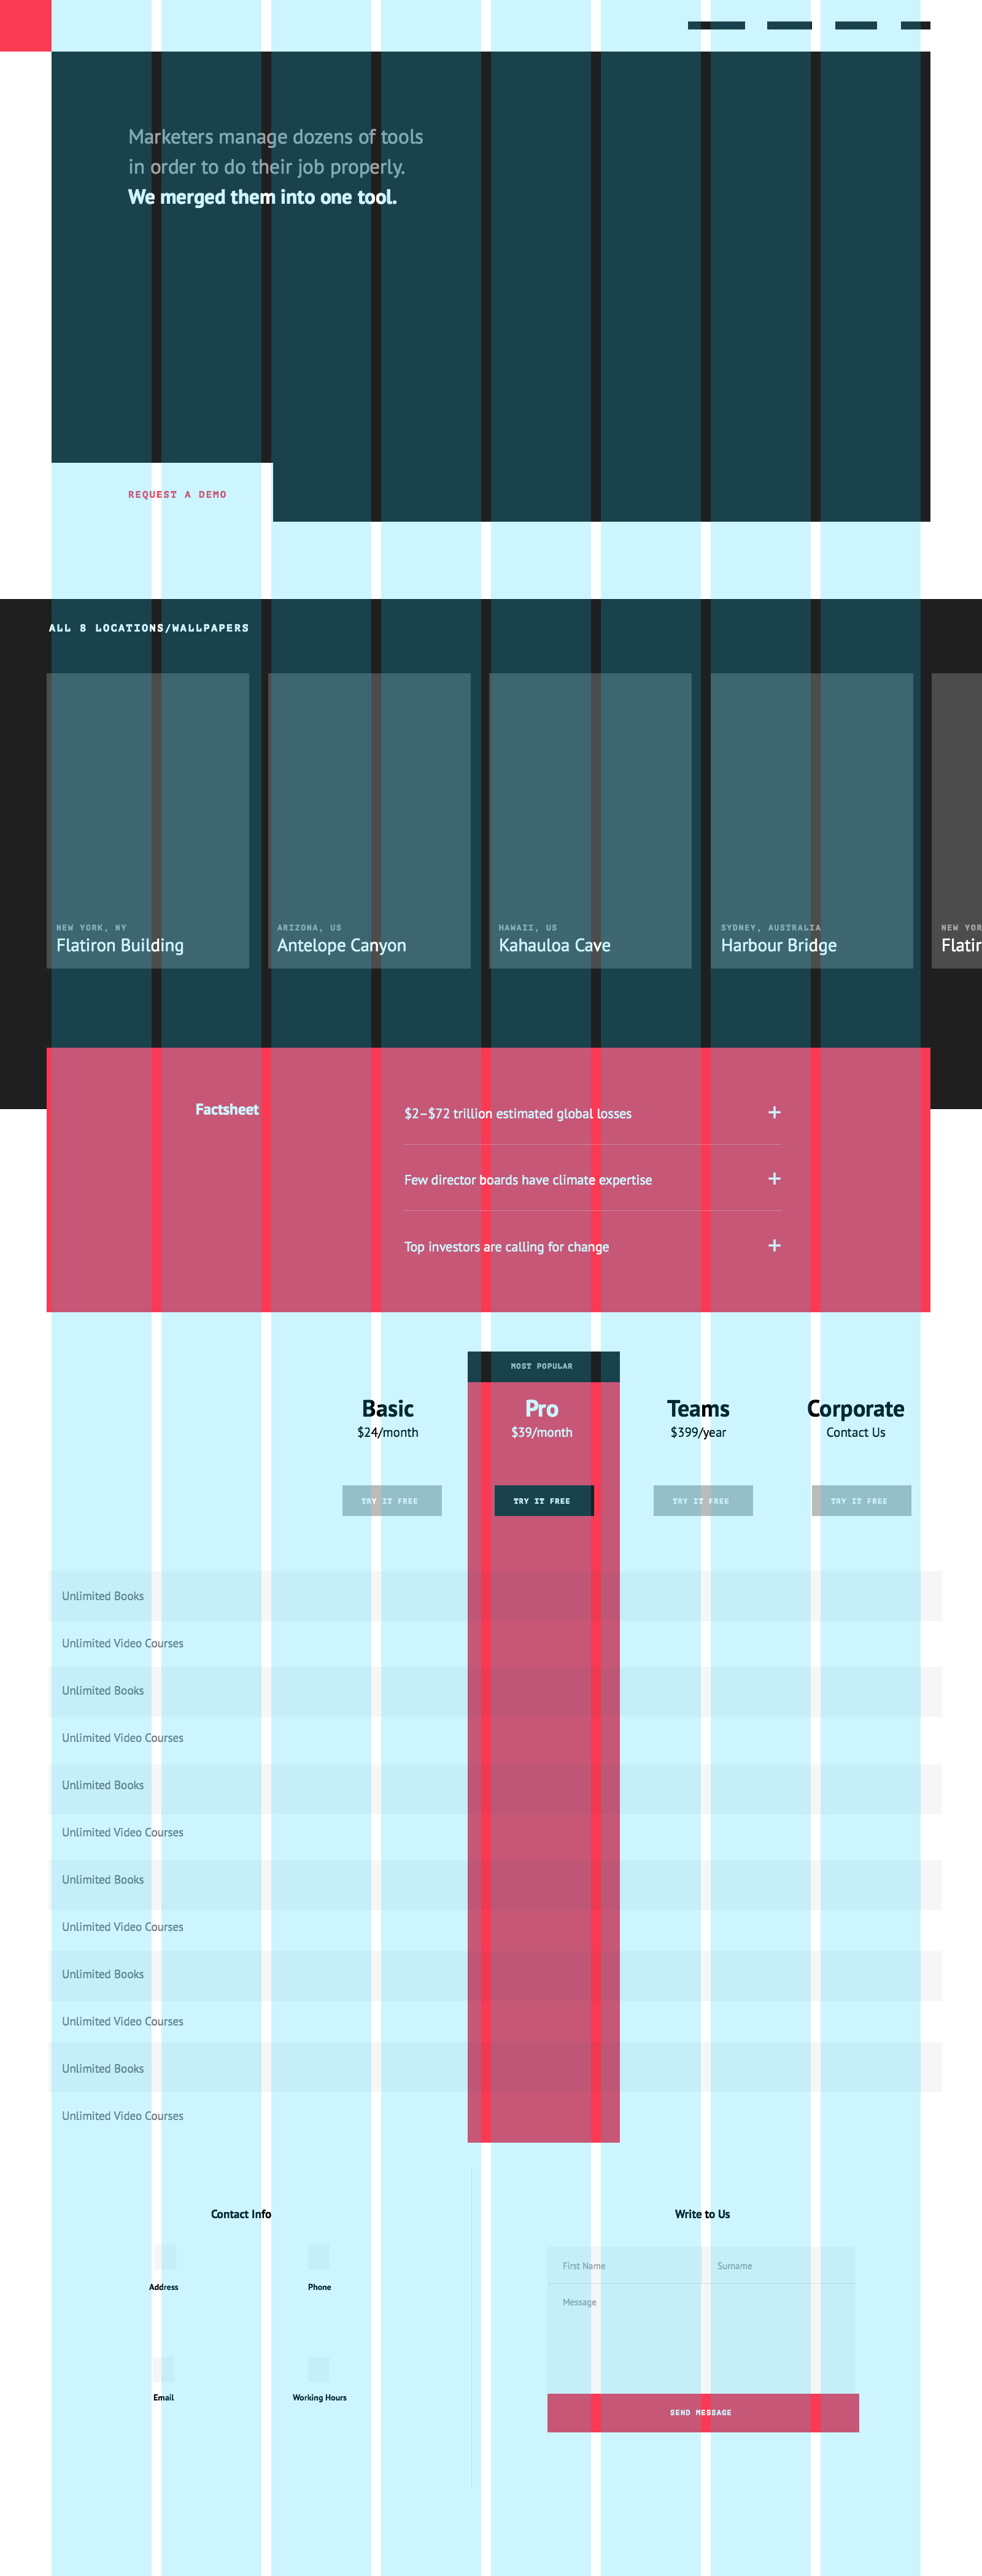 Marketers manage dozens of tools
in order to do their job properly.
We merged them into one tool.
REQUEST A DEMO
ALL 8 LOCATIONS/WALLPAPERS
NEW YORK, NY
Flatiron Building
ARIZONA, US
Antelope Canyon
HAWAII, US
Kahauloa Cave
SYDNEY, AUSTRALIA
Harbour Bridge
NEW YOR
Flatir
Factsheet
$2–$72 trillion estimated global losses +
Few director boards have climate expertise +
Top investors are calling for change +
MOST POPULAR
Basic Pro Teams Corporate
$24/month $39/month $399/year Contact Us
TRY IT FREE TRY IT FREE TRY IT FREE TRY IT FREE
Unlimited Books
Unlimited Video Courses
Unlimited Books
Unlimited Video Courses
Unlimited Books
Unlimited Video Courses
Unlimited Books
Unlimited Video Courses
Unlimited Books
Unlimited Video Courses
Unlimited Books
Unlimited Video Courses
Contact Info
Address
Phone
Email
Working Hours
Write to Us
First Name Surname
Message
SEND MESSAGE